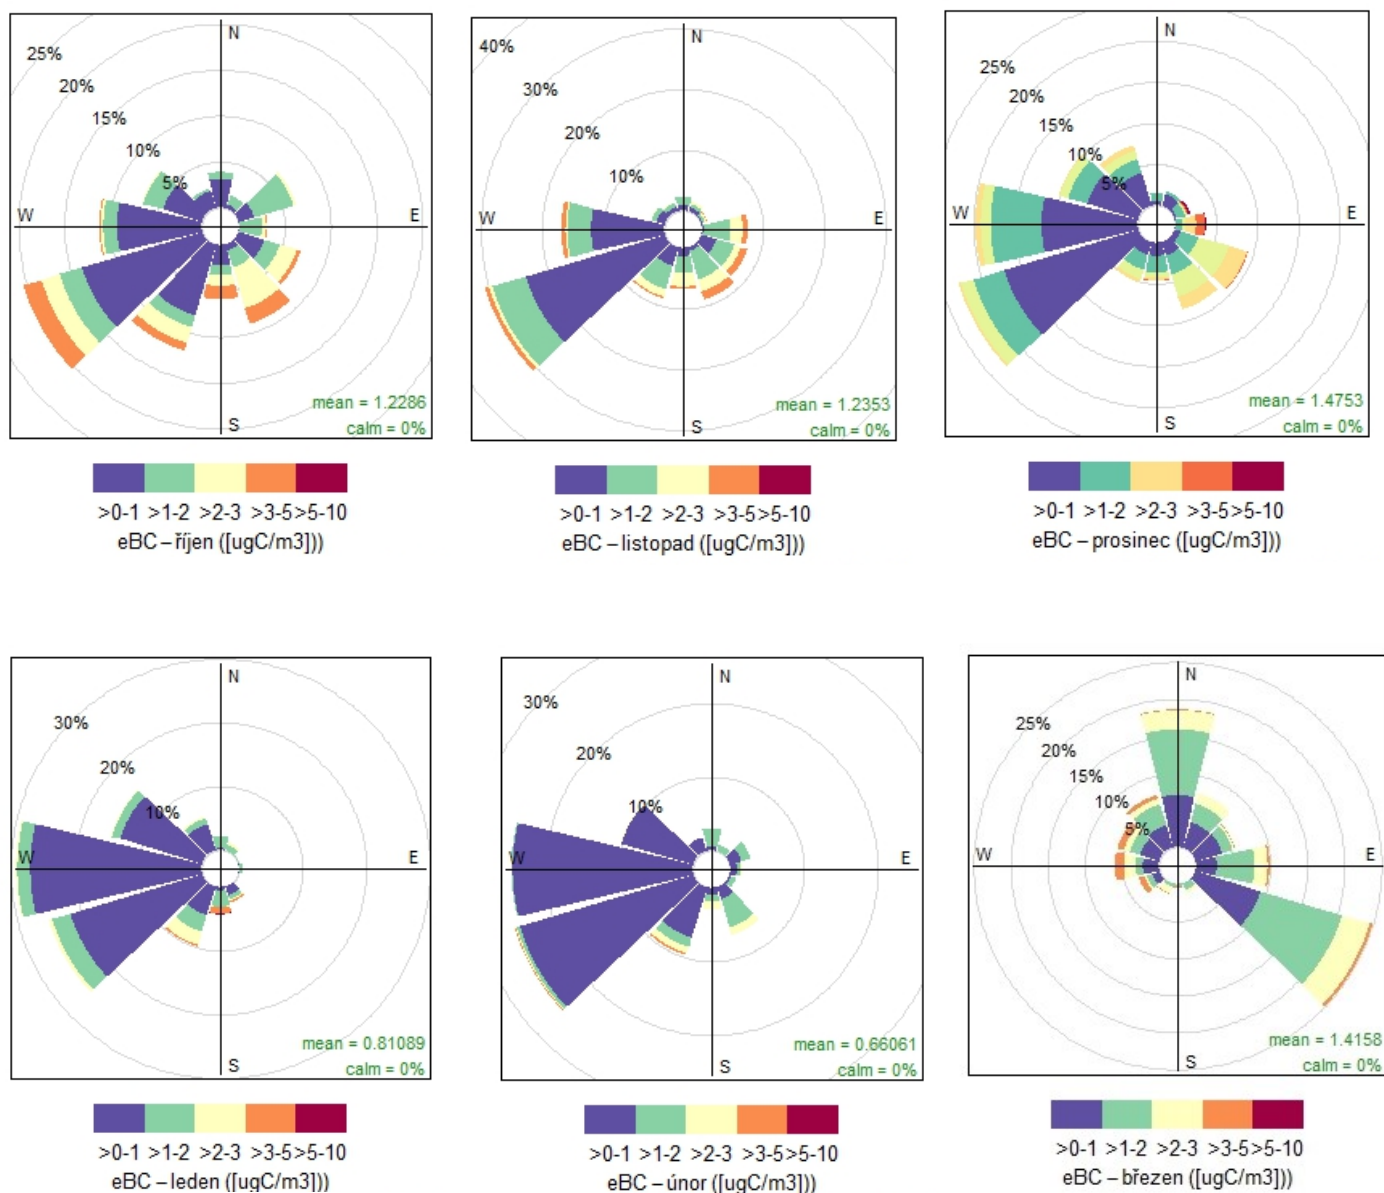 N
25%
20%
15%
10%
5%
W
E
S
mean = 1.2286
calm = 0%
>0-1 >1-2 >2-3 >3-5 >5-10
eBC – říjen ([ugC/m3]))
N
40%
30%
20%
10%
W
E
S
mean = 1.2353
calm = 0%
>0-1 >1-2 >2-3 >3-5 >5-10
eBC – listopad ([ugC/m3]))
N
25%
20%
15%
10%
5%
W
E
S
mean = 1.4753
calm = 0%
>0-1 >1-2 >2-3 >3-5 >5-10
eBC – prosinec ([ugC/m3]))
N
30%
20%
10%
W
E
S
mean = 0.81089
calm = 0%
>0-1 >1-2 >2-3 >3-5 >5-10
eBC – leden ([ugC/m3]))
N
30%
20%
10%
W
E
S
mean = 0.66061
calm = 0%
>0-1 >1-2 >2-3 >3-5 >5-10
eBC – únor ([ugC/m3]))
N
25%
20%
15%
10%
5%
W
E
S
mean = 1.4158
calm = 0%
>0-1 >1-2 >2-3 >3-5 >5-10
eBC – březen ([ugC/m3]))